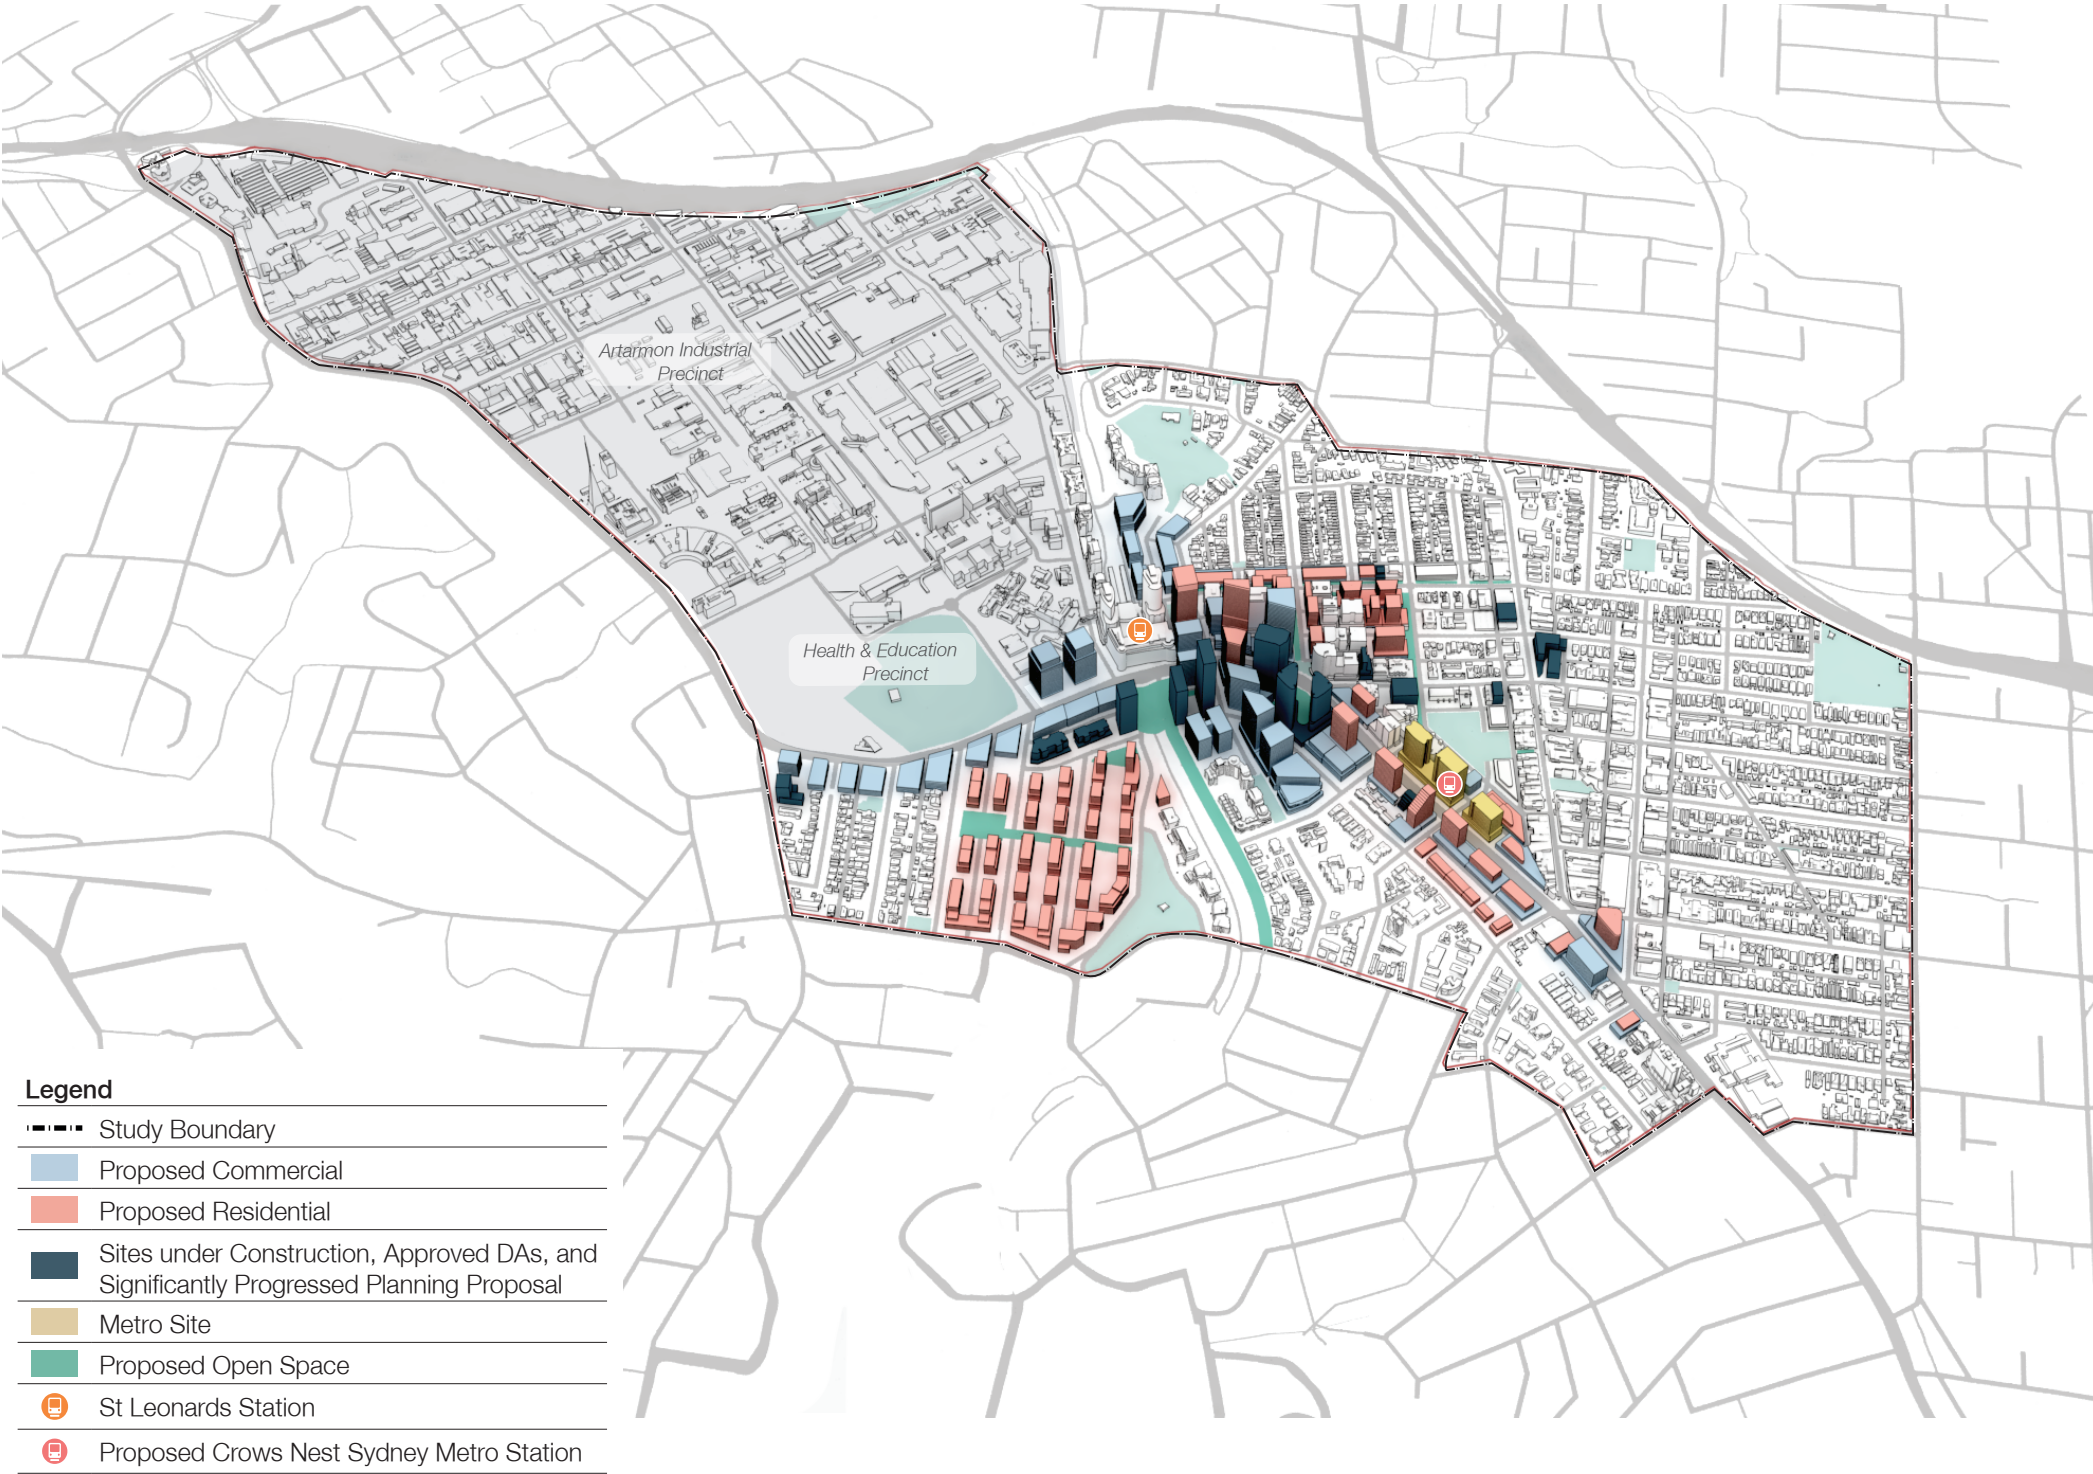 Artarmon Industrial
Precinct
Health & Education
Precinct
Legend
Study Boundary
Proposed Commercial
Proposed Residential
Sites under Construction, Approved DAs, and
Significantly Progressed Planning Proposal
Metro Site
Proposed Open Space
St Leonards Station
Proposed Crows Nest Sydney Metro Station